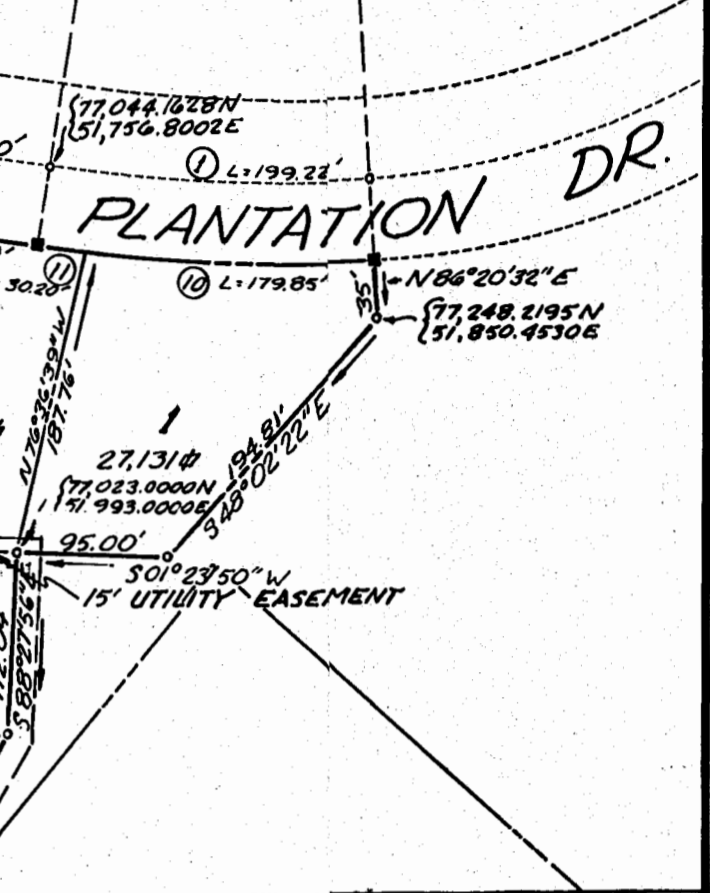 {77,044.1628N
51,756.8002E
① L=199.22'
PLANTATION DR.
⑪
30.20'
⑩ L=179.85'
N86°20'32"E
35'
{77,248.2195N
51,850.4530E
N76°36'39"W
187.76'
1
27,131⌀
{77,023.0000N
51,993.0000E
194.81'
S48°02'22"E
95.00'
S01°23'50"W
15' UTILITY EASEMENT
S88°27'56"E